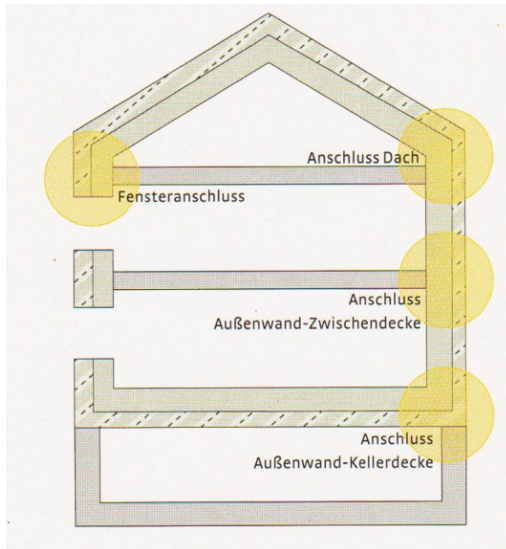 Anschluss Dach
Fensteranschluss
Anschluss
Außenwand-Zwischendecke
Anschluss
Außenwand-Kellerdecke